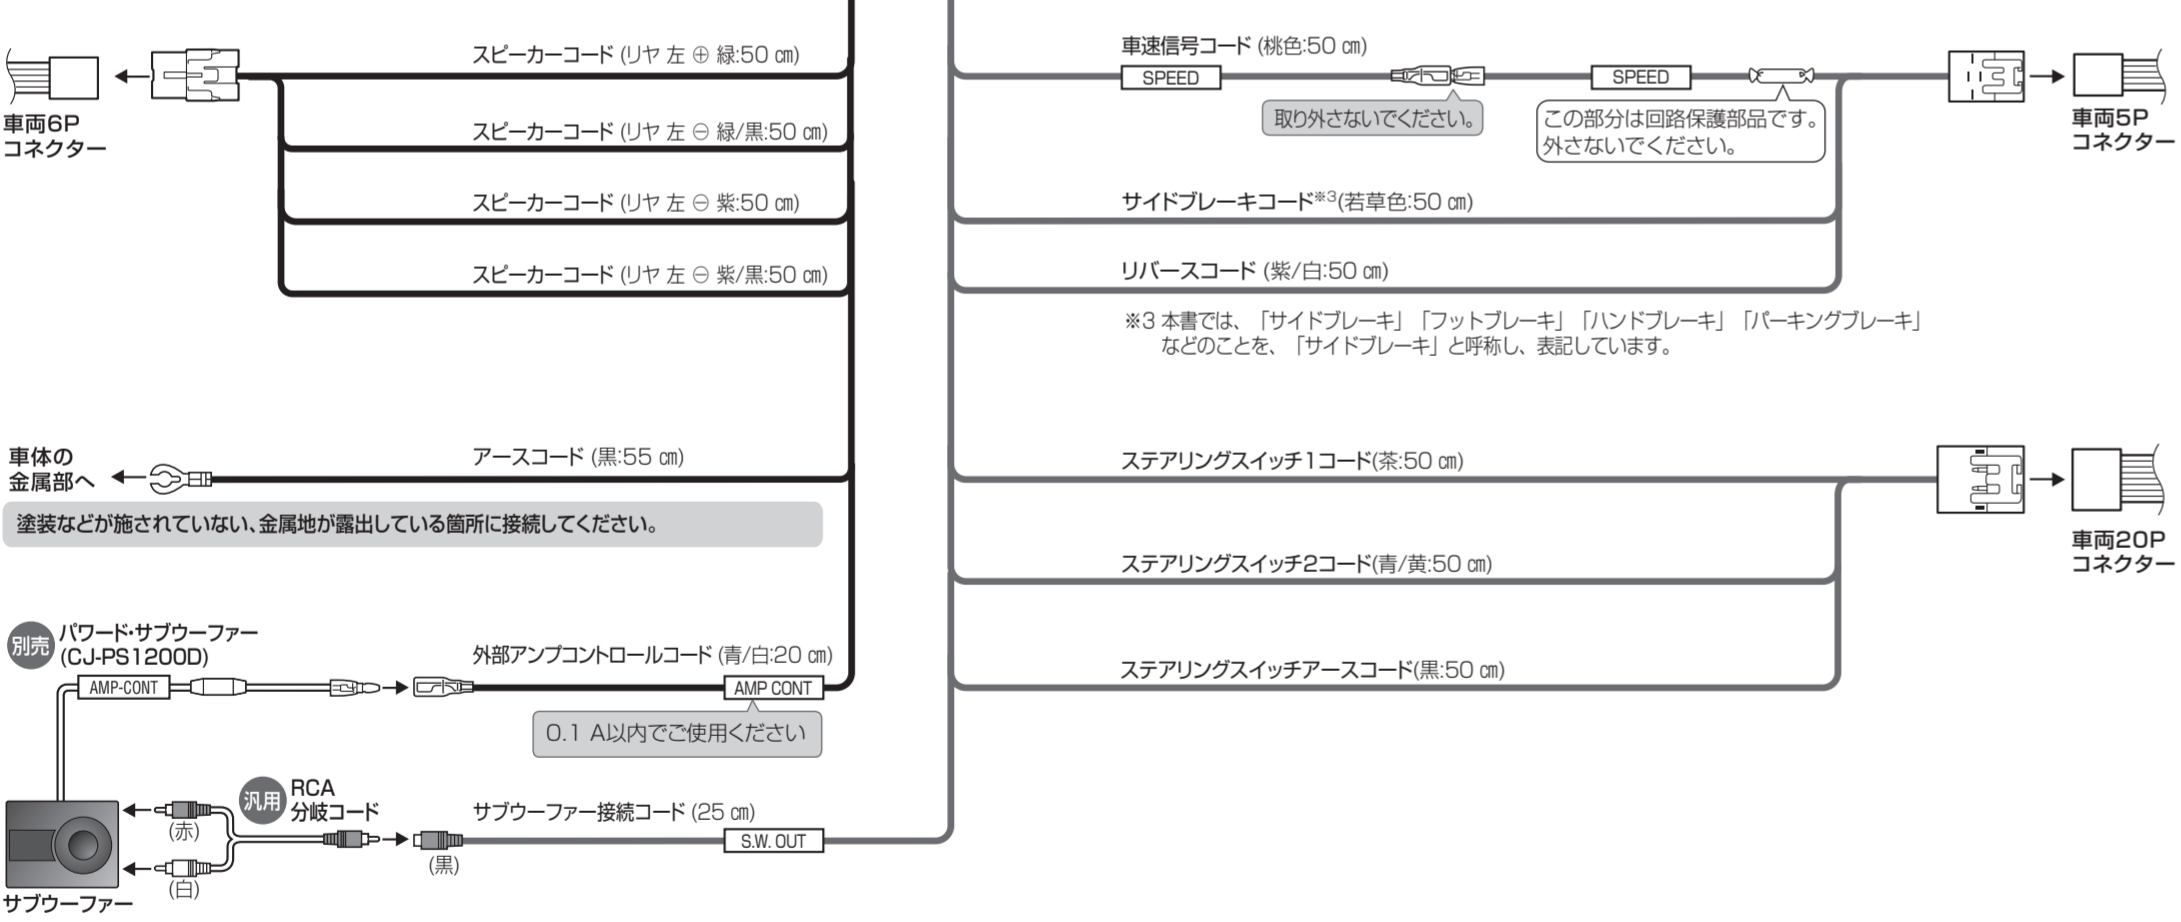 スピーカーコード (リヤ 左 ⊕ 緑:50 ㎝)
車両6P
コネクター
スピーカーコード (リヤ 左 ⊖ 緑/黒:50 ㎝)
スピーカーコード (リヤ 左 ⊖ 紫:50 ㎝)
スピーカーコード (リヤ 左 ⊖ 紫/黒:50 ㎝)
車体の
金属部へ
アースコード (黒:55 ㎝)
塗装などが施されていない、金属地が露出している箇所に接続してください。
別売
パワード・サブウーファー
(CJ-PS1200D)
AMP-CONT
外部アンプコントロールコード (青/白:20 ㎝)
AMP CONT
0.1 A以内でご使用ください
汎用
RCA
分岐コード
(赤)
(白)
サブウーファー
サブウーファー接続コード (25 ㎝)
S.W. OUT
(黒)
車速信号コード (桃色:50 ㎝)
SPEED
SPEED
取り外さないでください。
この部分は回路保護部品です。
外さないでください。
車両5P
コネクター
サイドブレーキコード※3(若草色:50 ㎝)
リバースコード (紫/白:50 ㎝)
※3 本書では、「サイドブレーキ」「フットブレーキ」「ハンドブレーキ」「パーキングブレーキ」
などのことを、「サイドブレーキ」と呼称し、表記しています。
ステアリングスイッチ1コード(茶:50 ㎝)
車両20P
コネクター
ステアリングスイッチ2コード(青/黄:50 ㎝)
ステアリングスイッチアースコード(黒:50 ㎝)